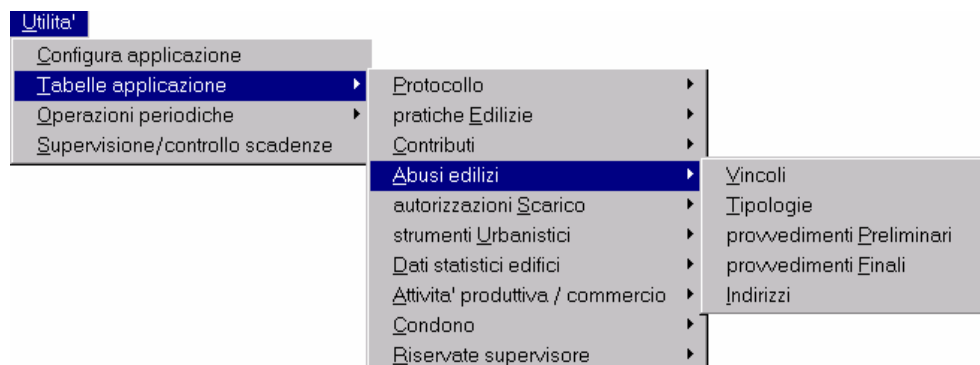 Utilita'
Configura applicazione
Tabelle applicazione
Operazioni periodiche
Supervisione/controllo scadenze
Protocollo
pratiche Edilizie
Contributi
Abusi edilizi
autorizzazioni Scarico
strumenti Urbanistici
Dati statistici edifici
Attivita' produttiva / commercio
Condono
Riservate supervisore
Vincoli
Tipologie
provvedimenti Preliminari
provvedimenti Finali
Indirizzi